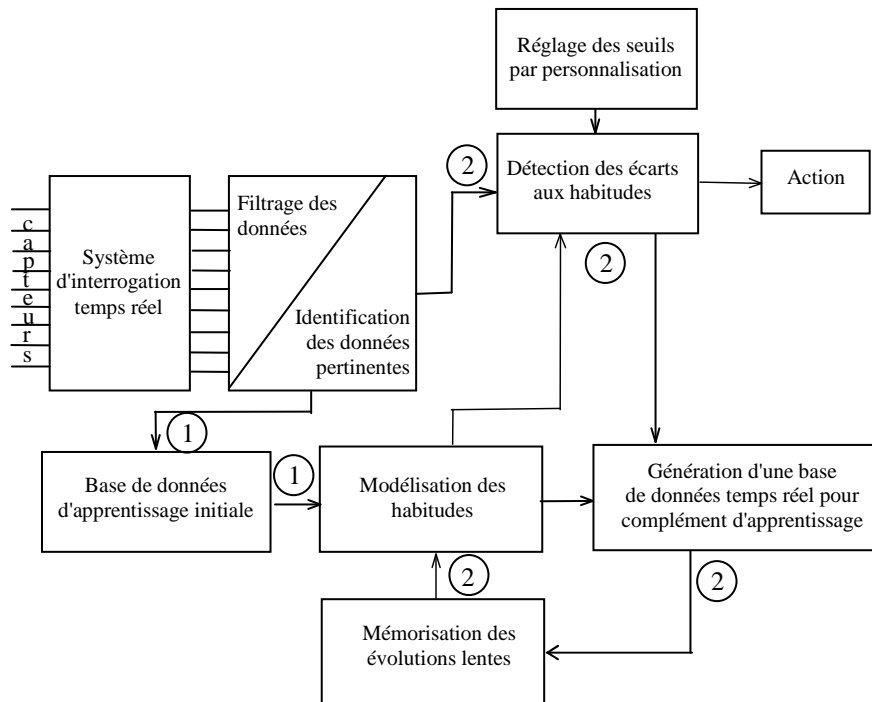 Réglage des seuils
par personnalisation
2
Détection des écarts
aux habitudes
Action
2
capteurs
Système
d'interrogation
temps réel
Filtrage des
données
Identification
des données
pertinentes
1
Base de données
d'apprentissage initiale
1
Modélisation des
habitudes
Génération d'une base
de données temps réel pour
complément d'apprentissage
2
2
Mémorisation des
évolutions lentes